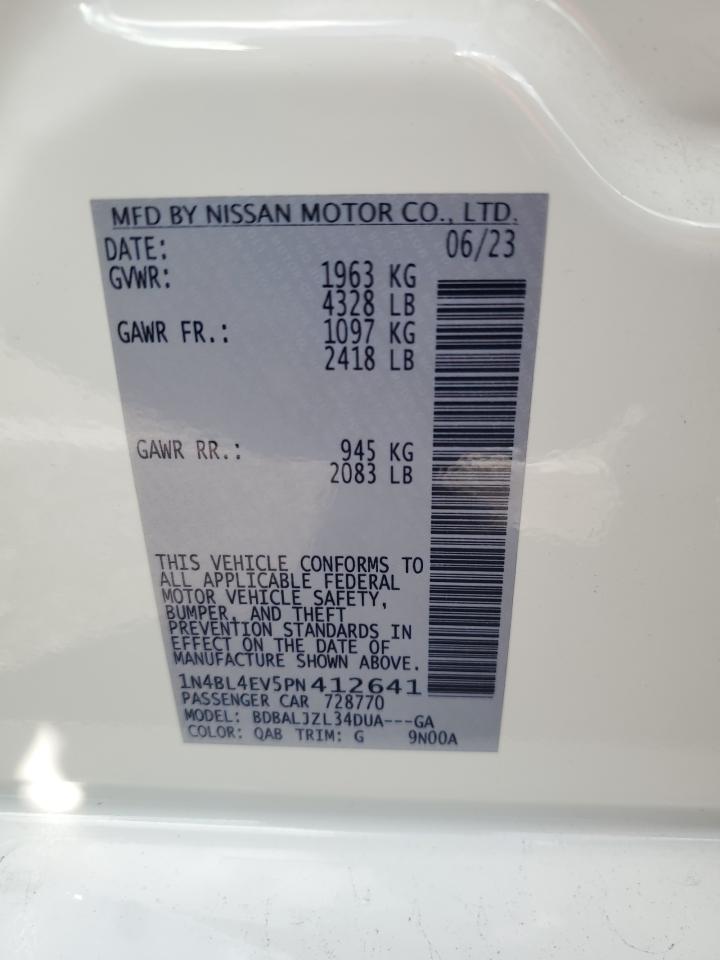 MFD BY NISSAN MOTOR CO., LTD.
DATE: 06/23
GVWR: 1963 KG
4328 LB
GAWR FR.: 1097 KG
2418 LB
GAWR RR.: 945 KG
2083 LB
THIS VEHICLE CONFORMS TO
ALL APPLICABLE FEDERAL
MOTOR VEHICLE SAFETY,
BUMPER, AND THEFT
PREVENTION STANDARDS IN
EFFECT ON THE DATE OF
MANUFACTURE SHOWN ABOVE.
1N4BL4EV5PN412641
PASSENGER CAR 728770
MODEL: BDBALJZL34DUA---GA
COLOR: QAB TRIM: G 9N00A